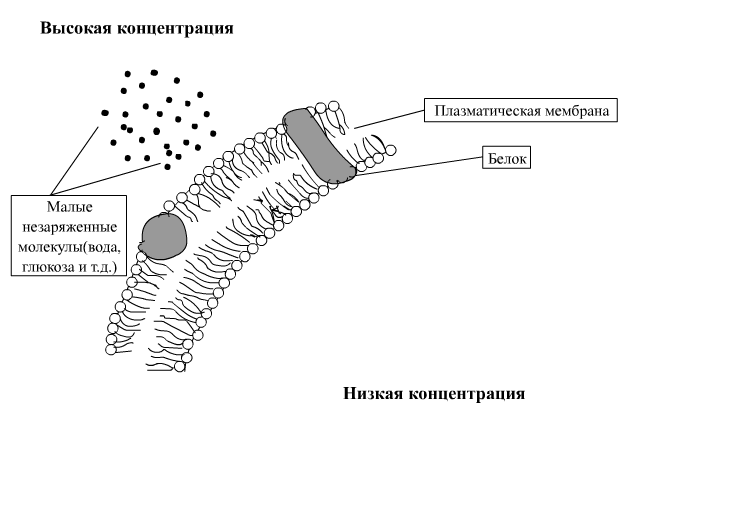 Высокая концентрация
Плазматическая мембрана
Белок
Малые
незаряженные
молекулы(вода,
глюкоза и т.д.)
Низкая концентрация